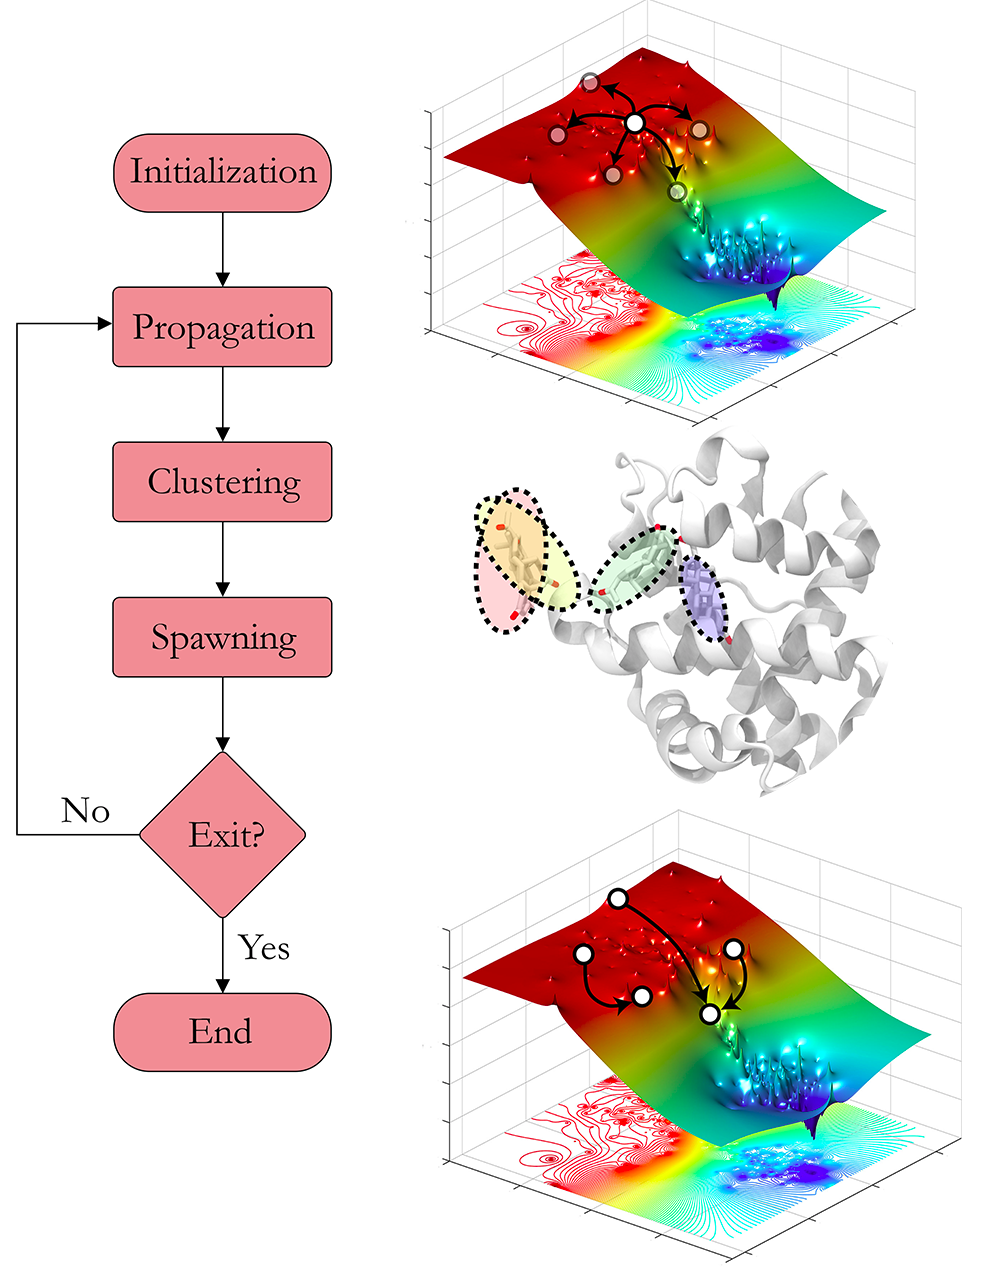 Initialization
Propagation
Clustering
Spawning
Exit?
No
Yes
End